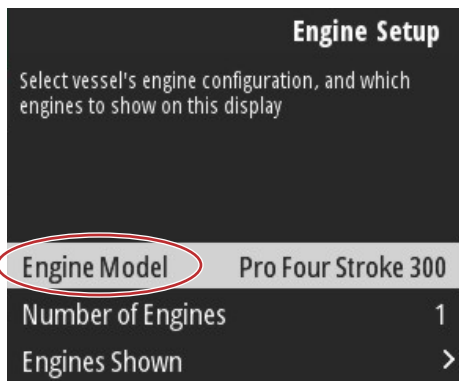 Engine Setup
Select vessel's engine configuration, and which
engines to show on this display
Engine Model Pro Four Stroke 300
Number of Engines 1
Engines Shown >